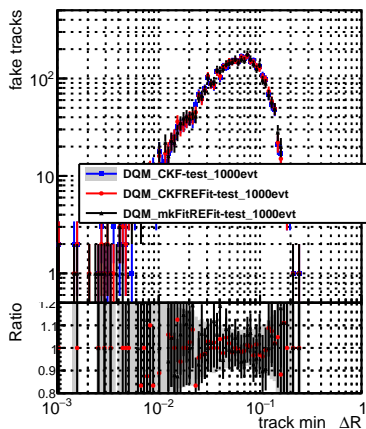 fake tracks
10²
10
1
DQM_CKF-test_1000evt
DQM_CKFREFit-test_1000evt
DQM_mkFitREFit-test_1000evt
Ratio
1.2
1.1
1
0.9
0.8
10⁻³ 10⁻² 10⁻¹ 1
track min ΔR